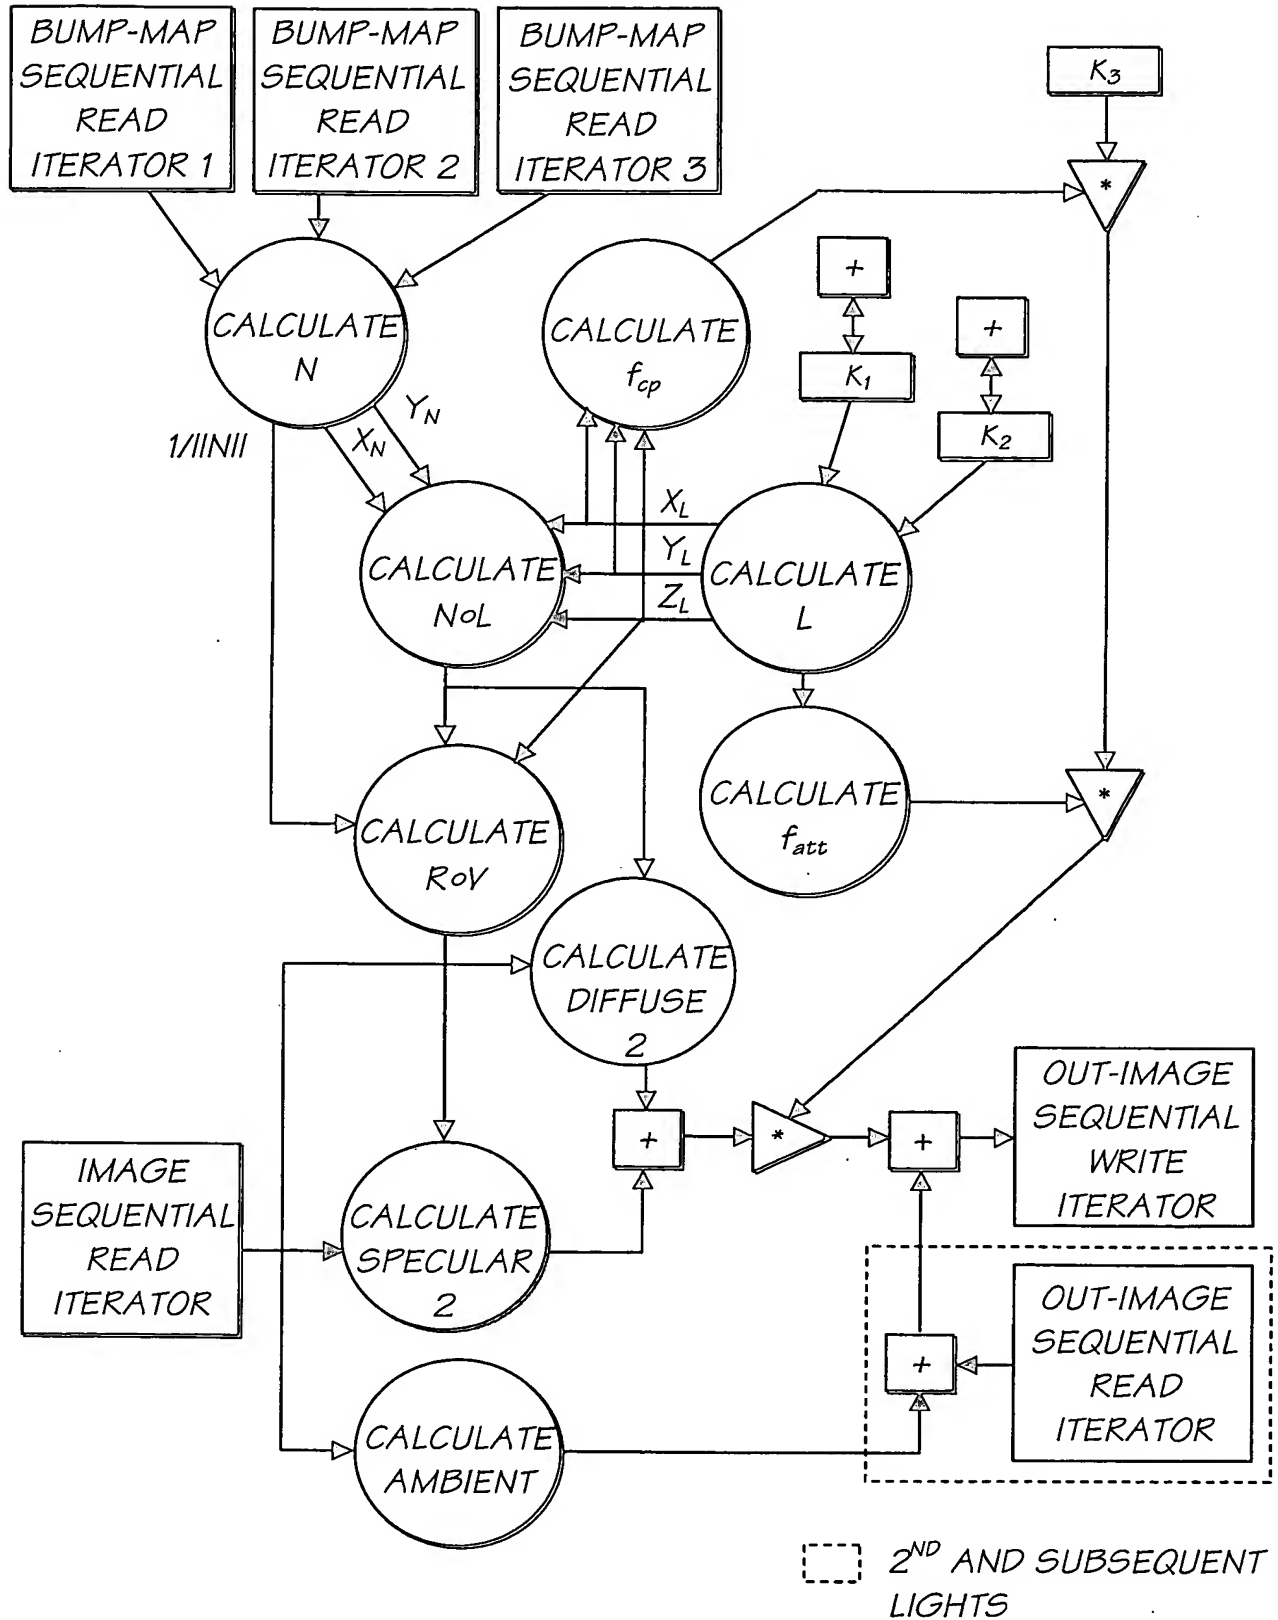 BUMP-MAP
SEQUENTIAL
READ
ITERATOR 1
BUMP-MAP
SEQUENTIAL
READ
ITERATOR 2
BUMP-MAP
SEQUENTIAL
READ
ITERATOR 3
K3
*
+
+
CALCULATE
N
CALCULATE
fcp
K1
K2
YN
XN
1/||N||
XL
YL
ZL
CALCULATE
N∘L
CALCULATE
L
CALCULATE
fatt
*
CALCULATE
R∘V
CALCULATE
DIFFUSE
2
OUT-IMAGE
SEQUENTIAL
WRITE
ITERATOR
+
*
+
IMAGE
SEQUENTIAL
READ
ITERATOR
CALCULATE
SPECULAR
2
OUT-IMAGE
SEQUENTIAL
READ
ITERATOR
+
CALCULATE
AMBIENT
2ND AND SUBSEQUENT
LIGHTS